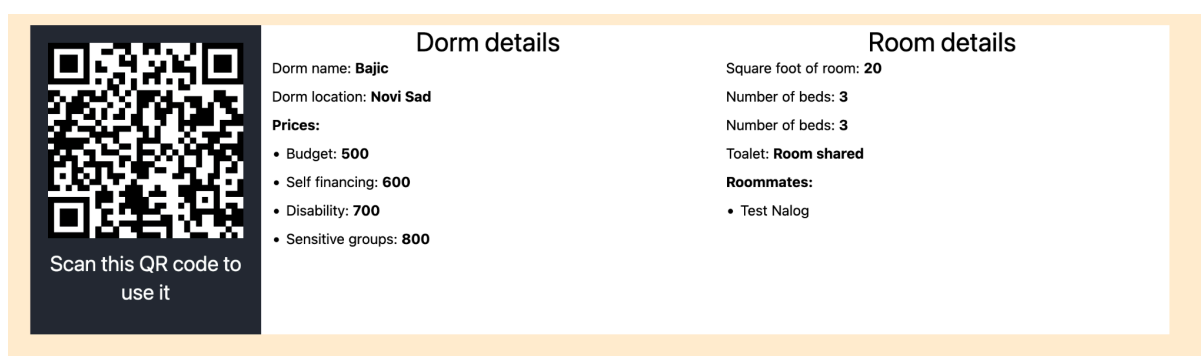 Scan this QR code to
use it
Dorm details
Dorm name: Bajic
Dorm location: Novi Sad
Prices:
• Budget: 500
• Self financing: 600
• Disability: 700
• Sensitive groups: 800
Room details
Square foot of room: 20
Number of beds: 3
Number of beds: 3
Toalet: Room shared
Roommates:
• Test Nalog